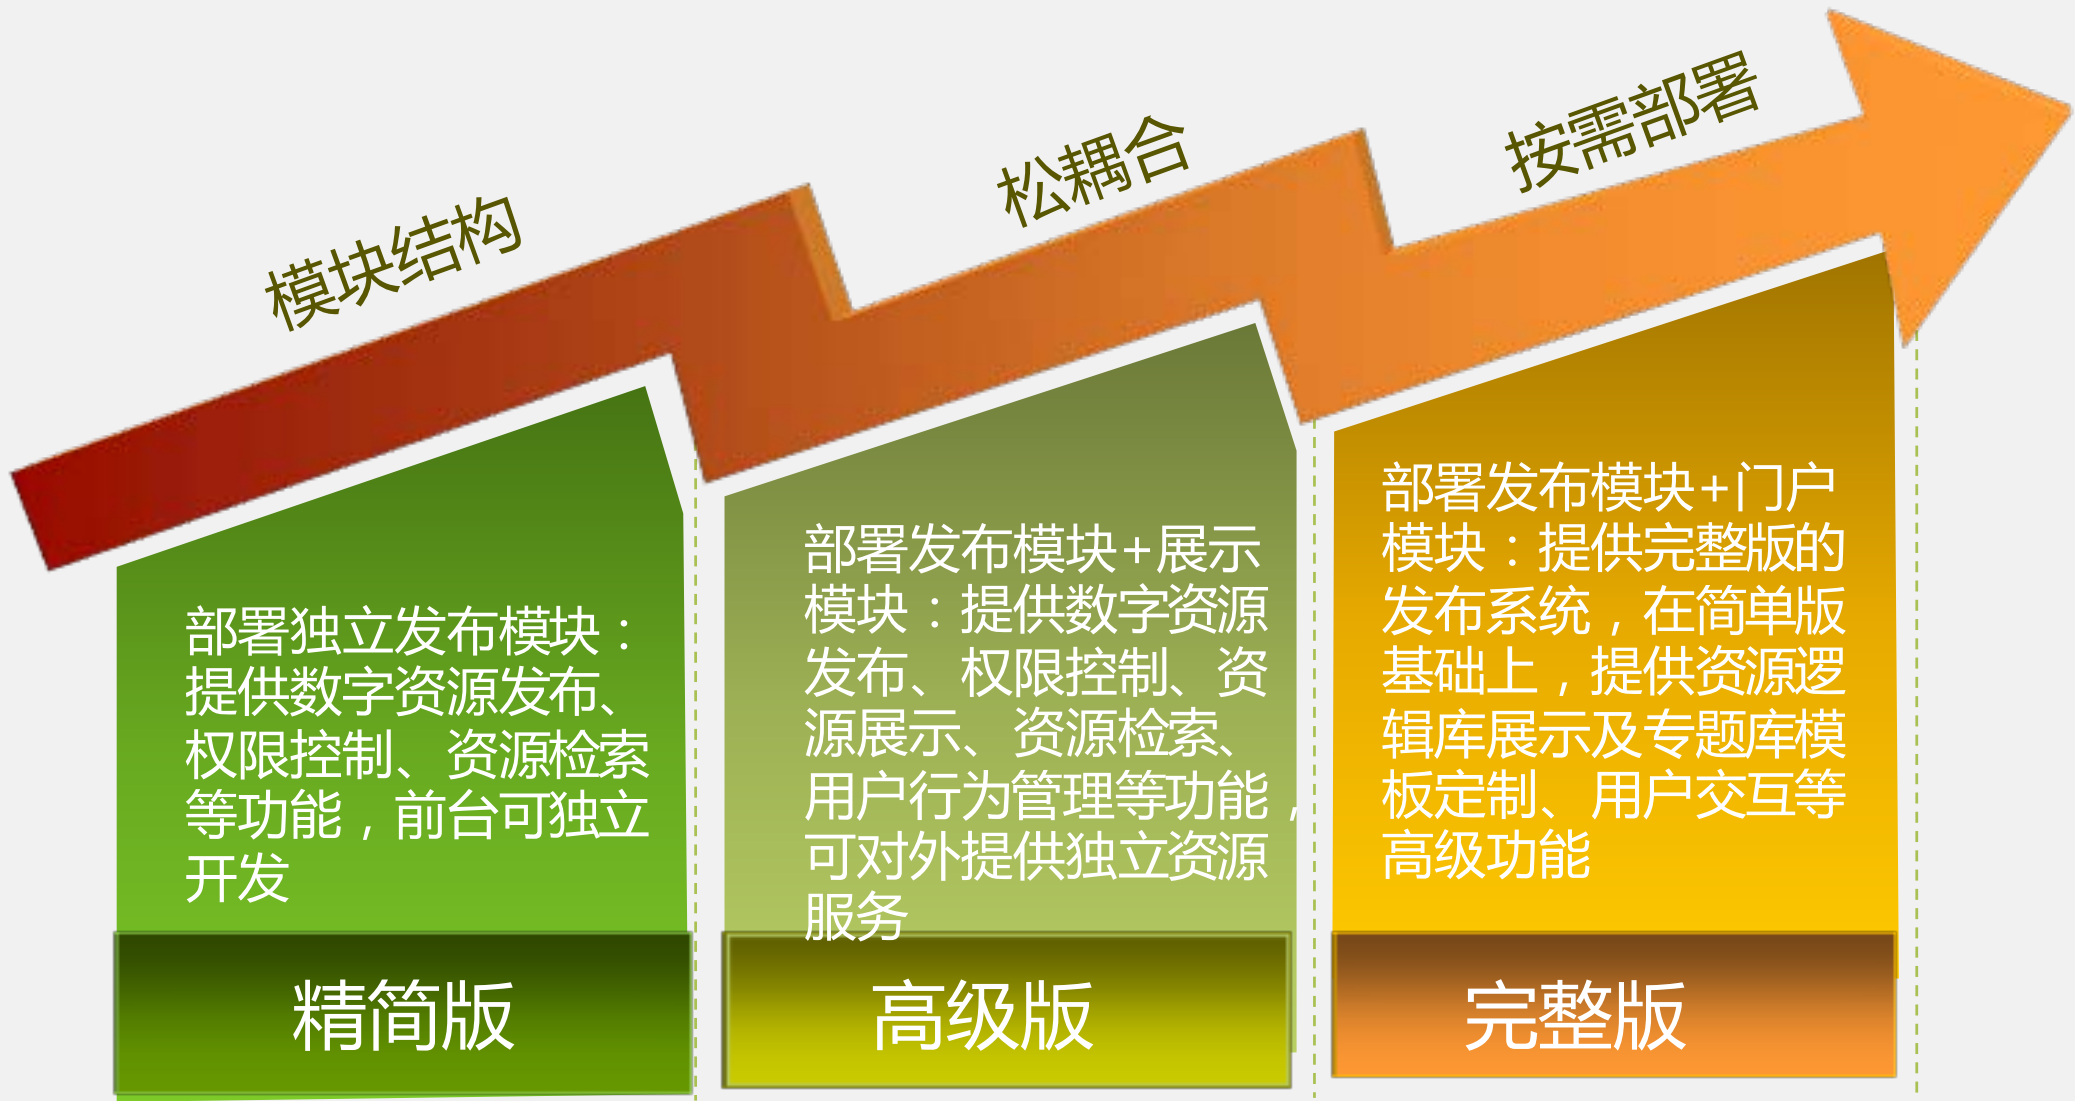 模块结构
松耦合
按需部署
部署独立发布模块：
提供数字资源发布、
权限控制、资源检索
等功能，前台可独立
开发
精简版
部署发布模块+展示
模块：提供数字资源
发布、权限控制、资
源展示、资源检索、
用户行为管理等功能，
可对外提供独立资源
服务
高级版
部署发布模块+门户
模块：提供完整版的
发布系统，在简单版
基础上，提供资源逻
辑库展示及专题库模
板定制、用户交互等
高级功能
完整版